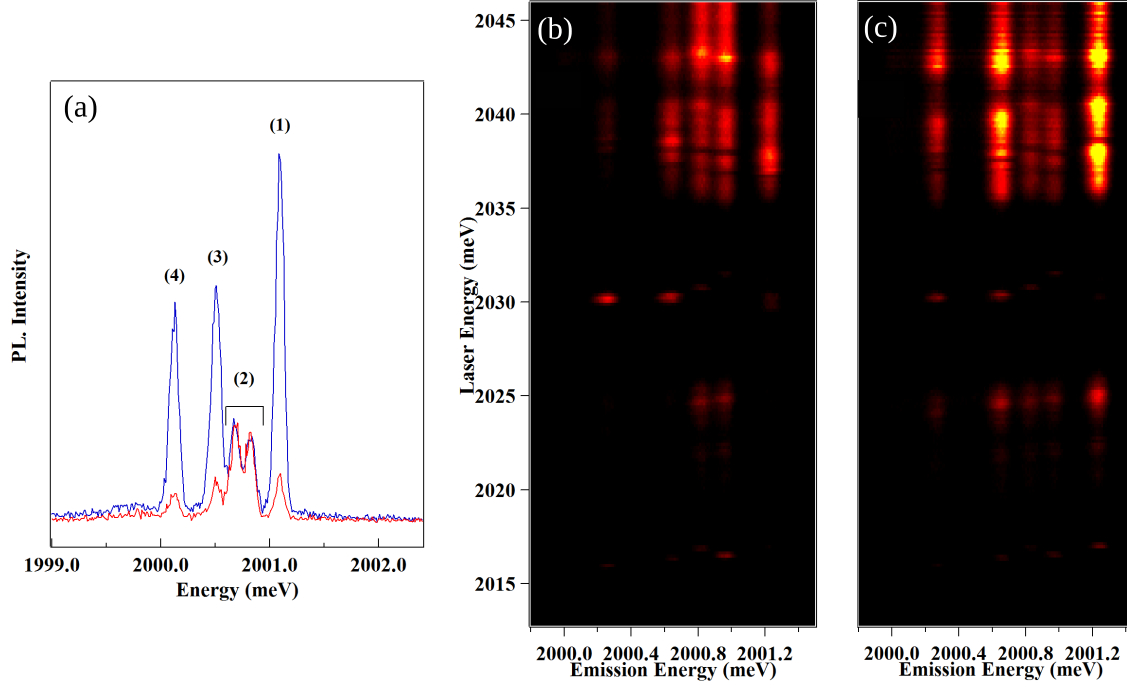 (a)
(1)
(3)
(4)
(2)
PL. Intensity
1999.0 2000.0 2001.0 2002.0
Energy (meV)
(b)
2045
2040
2035
2030
2025
2020
2015
Laser Energy (meV)
2000.0 2000.4 2000.8 2001.2
Emission Energy (meV)
(c)
2000.0 2000.4 2000.8 2001.2
Emission Energy (meV)